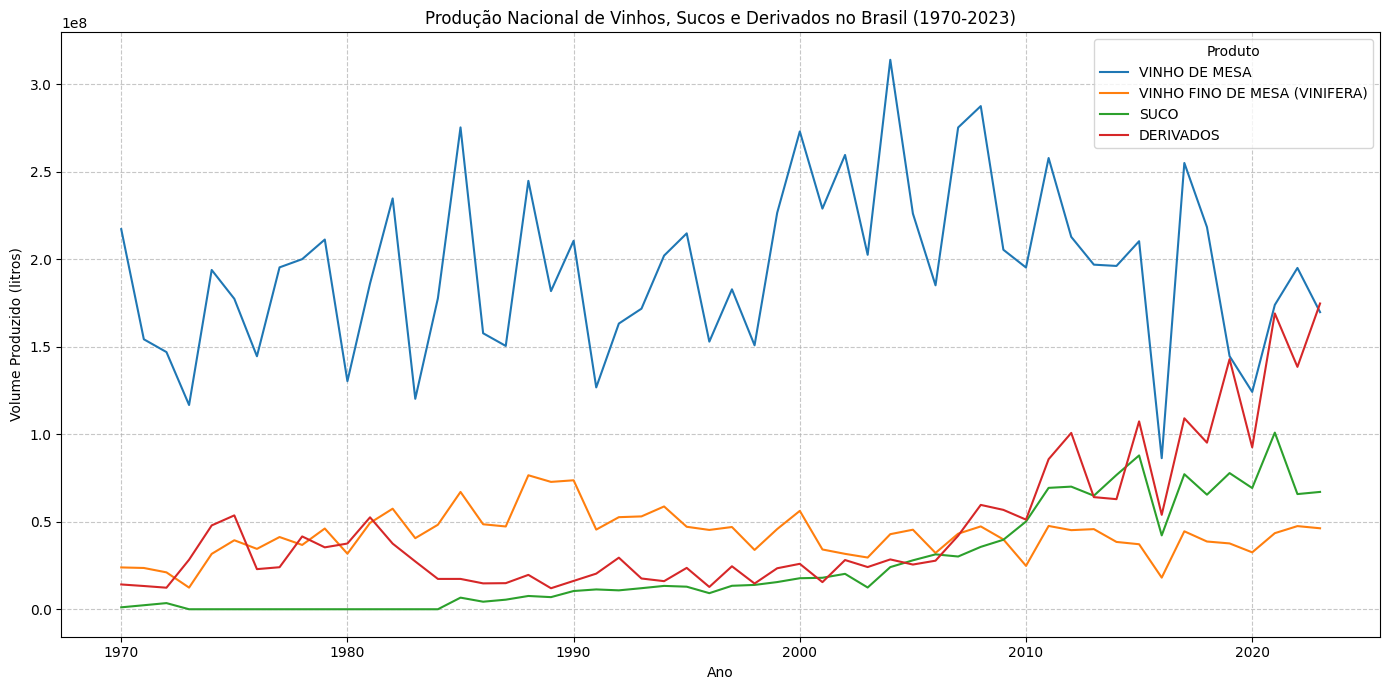 Produção Nacional de Vinhos, Sucos e Derivados no Brasil (1970-2023)
1e8
Produto
VINHO DE MESA
VINHO FINO DE MESA (VINIFERA)
SUCO
DERIVADOS
3.0
2.5
2.0
1.5
1.0
0.5
0.0
Volume Produzido (litros)
1970
1980
1990
2000
2010
2020
Ano